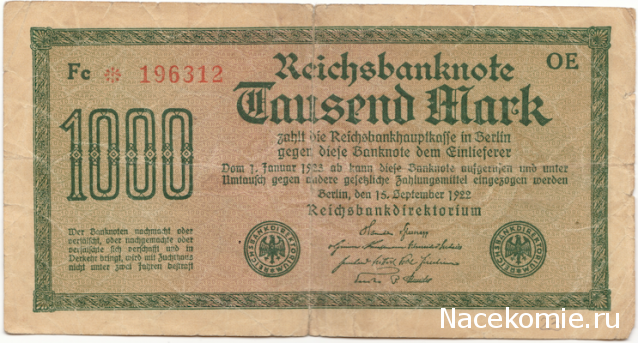 Fc * 196312
Reichsbanknote
OE
Tausend Mark
1000
zahlt die Reichsbankhauptkasse in Berlin
gegen diese Banknote dem Einlieferer
Vom 1. Januar 1923 ab kann diese Banknote aufgerufen und unter
Umtausch gegen andere gesetzliche Zahlungsmittel eingezogen werden
Berlin, den 15. September 1922
Reichsbankdirektorium
Wer Banknoten nachmacht oder
verfälscht, oder nachgemachte oder
verfälschte sich verschafft und in
Verkehr bringt, wird mit Zuchthaus
nicht unter zwei Jahren bestraft
REICHSBANKDIREKTORIUM
REICHSBANKDIREKTORIUM
Nacekomie.ru